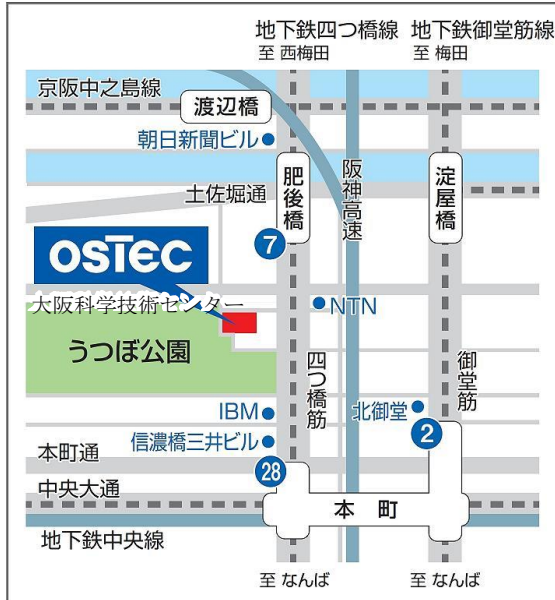 地下鉄四つ橋線
至 西梅田
地下鉄御堂筋線
至 梅田
京阪中之島線
渡辺橋
朝日新聞ビル
肥後橋
阪神高速
淀屋橋
土佐堀通
7
OSTEC
大阪科学技術センター
NTN
うつぼ公園
四つ橋筋
御堂筋
IBM
北御堂
2
信濃橋三井ビル
本町通
28
中央大通
本町
地下鉄中央線
至 なんば
至 なんば